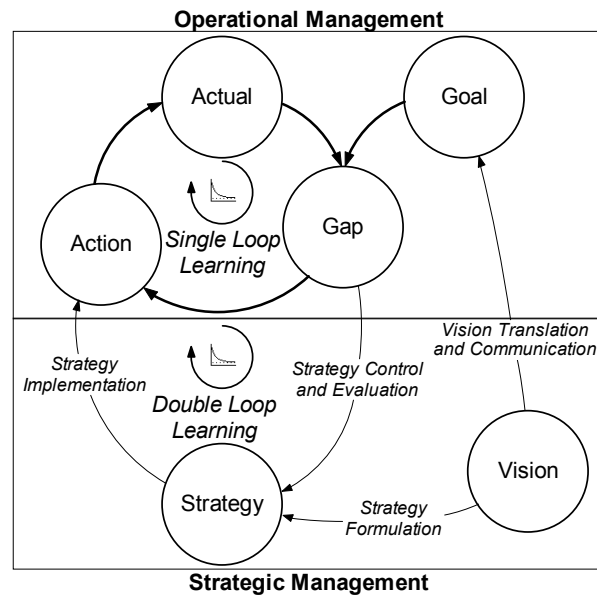 Operational Management
Actual
Goal
Gap
Action
Single Loop
Learning
Vision Translation
and Communication
Strategy
Implementation
Strategy Control
and Evaluation
Double Loop
Learning
Vision
Strategy
Strategy
Formulation
Strategic Management